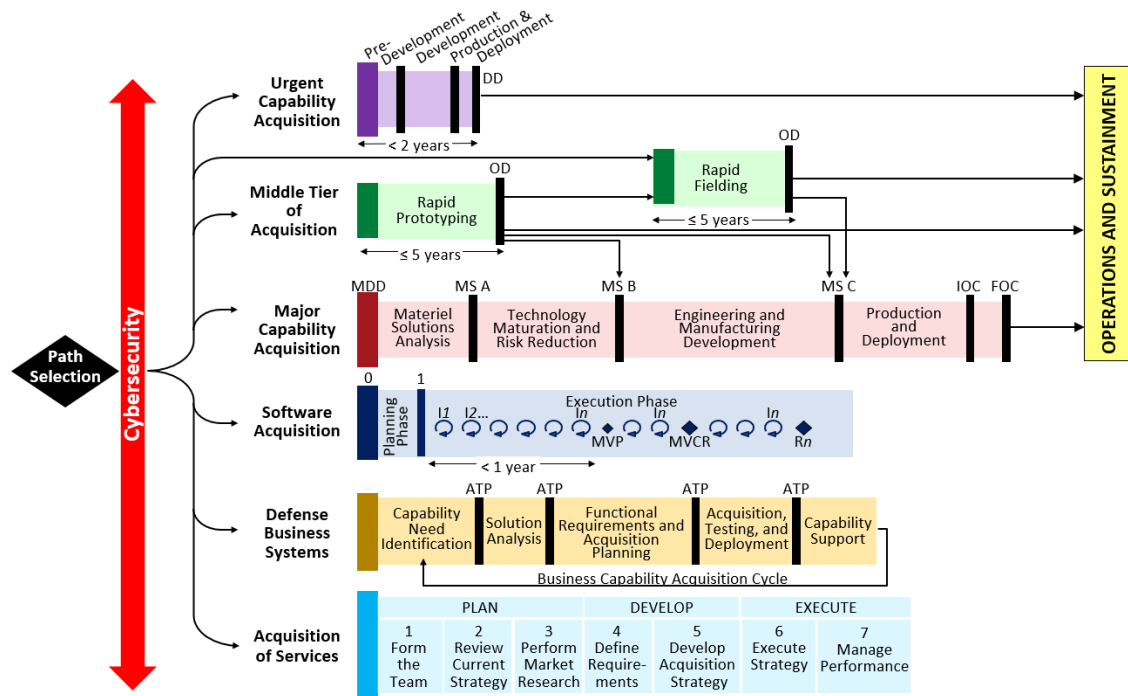 Pre-
Development
Development
Production &
Deployment
Urgent
Capability
Acquisition
DD
< 2 years
OPERATIONS AND SUSTAINMENT
Middle Tier
of
Acquisition
Rapid
Prototyping
OD
≤ 5 years
Rapid
Fielding
OD
≤ 5 years
Path
Selection
Cybersecurity
Major
Capability
Acquisition
MDD
MS A
MS B
MS C
IOC
FOC
Materiel
Solutions
Analysis
Technology
Maturation and
Risk Reduction
Engineering and
Manufacturing
Development
Production
and
Deployment
Software
Acquisition
0
1
Planning
Phase
Execution Phase
I1
I2...
In
In
In
MVP
MVCR
Rn
< 1 year
Defense
Business
Systems
ATP
ATP
ATP
ATP
Capability
Need
Identification
Solution
Analysis
Functional
Requirements and
Acquisition
Planning
Acquisition,
Testing, and
Deployment
Capability
Support
Business Capability Acquisition Cycle
Acquisition
of Services
PLAN
DEVELOP
EXECUTE
1
Form
the
Team
2
Review
Current
Strategy
3
Perform
Market
Research
4
Define
Require-
ments
5
Develop
Acquisition
Strategy
6
Execute
Strategy
7
Manage
Performance